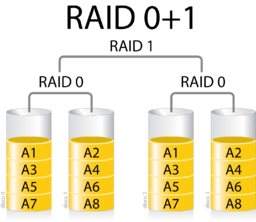 RAID 0+1
RAID 1
RAID 0 RAID 0
A1 A2 A1 A2
A3 A4 A3 A4
A5 A6 A5 A6
A7 A8 A7 A8